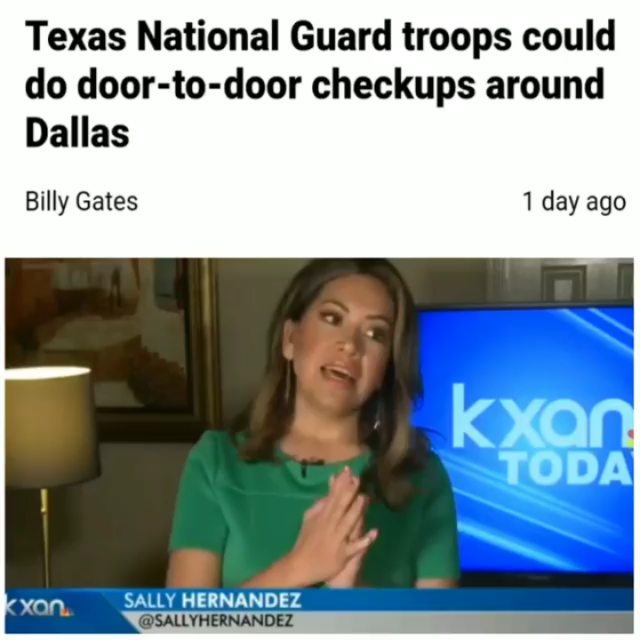 Texas National Guard troops could
do door-to-door checkups around
Dallas
Billy Gates
1 day ago
kxan
TODA
kxan
SALLY HERNANDEZ
@SALLYHERNANDEZ